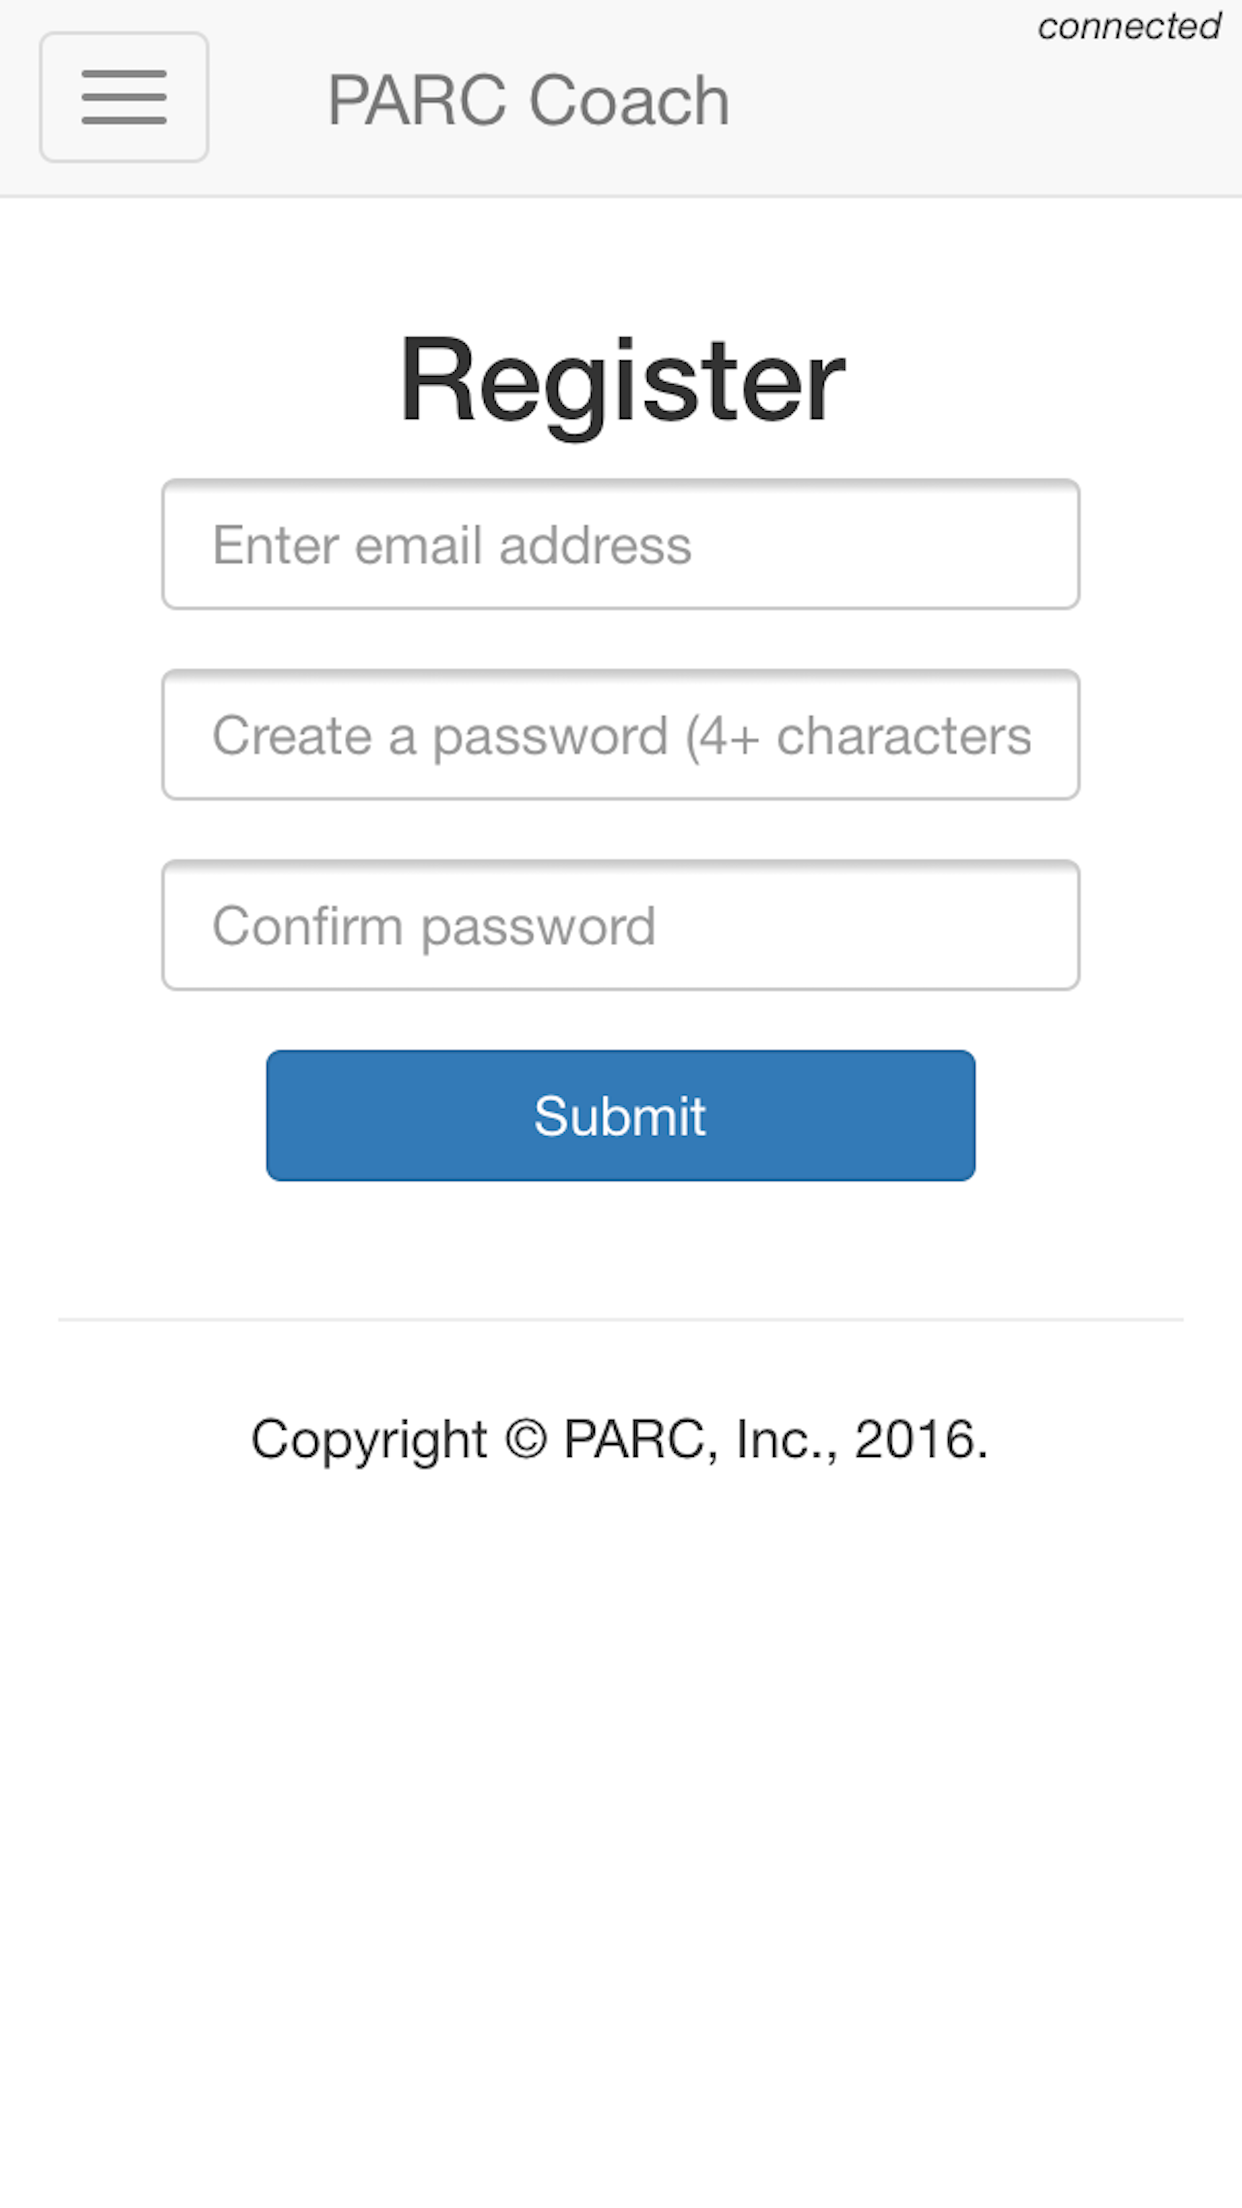 connected
PARC Coach
Register
Enter email address
Create a password (4+ characters
Confirm password
Submit
Copyright © PARC, Inc., 2016.